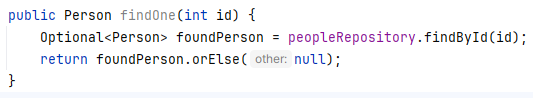 public Person findOne(int id) {
    Optional<Person> foundPerson = peopleRepository.findById(id);
    return foundPerson.orElse( other: null);
}